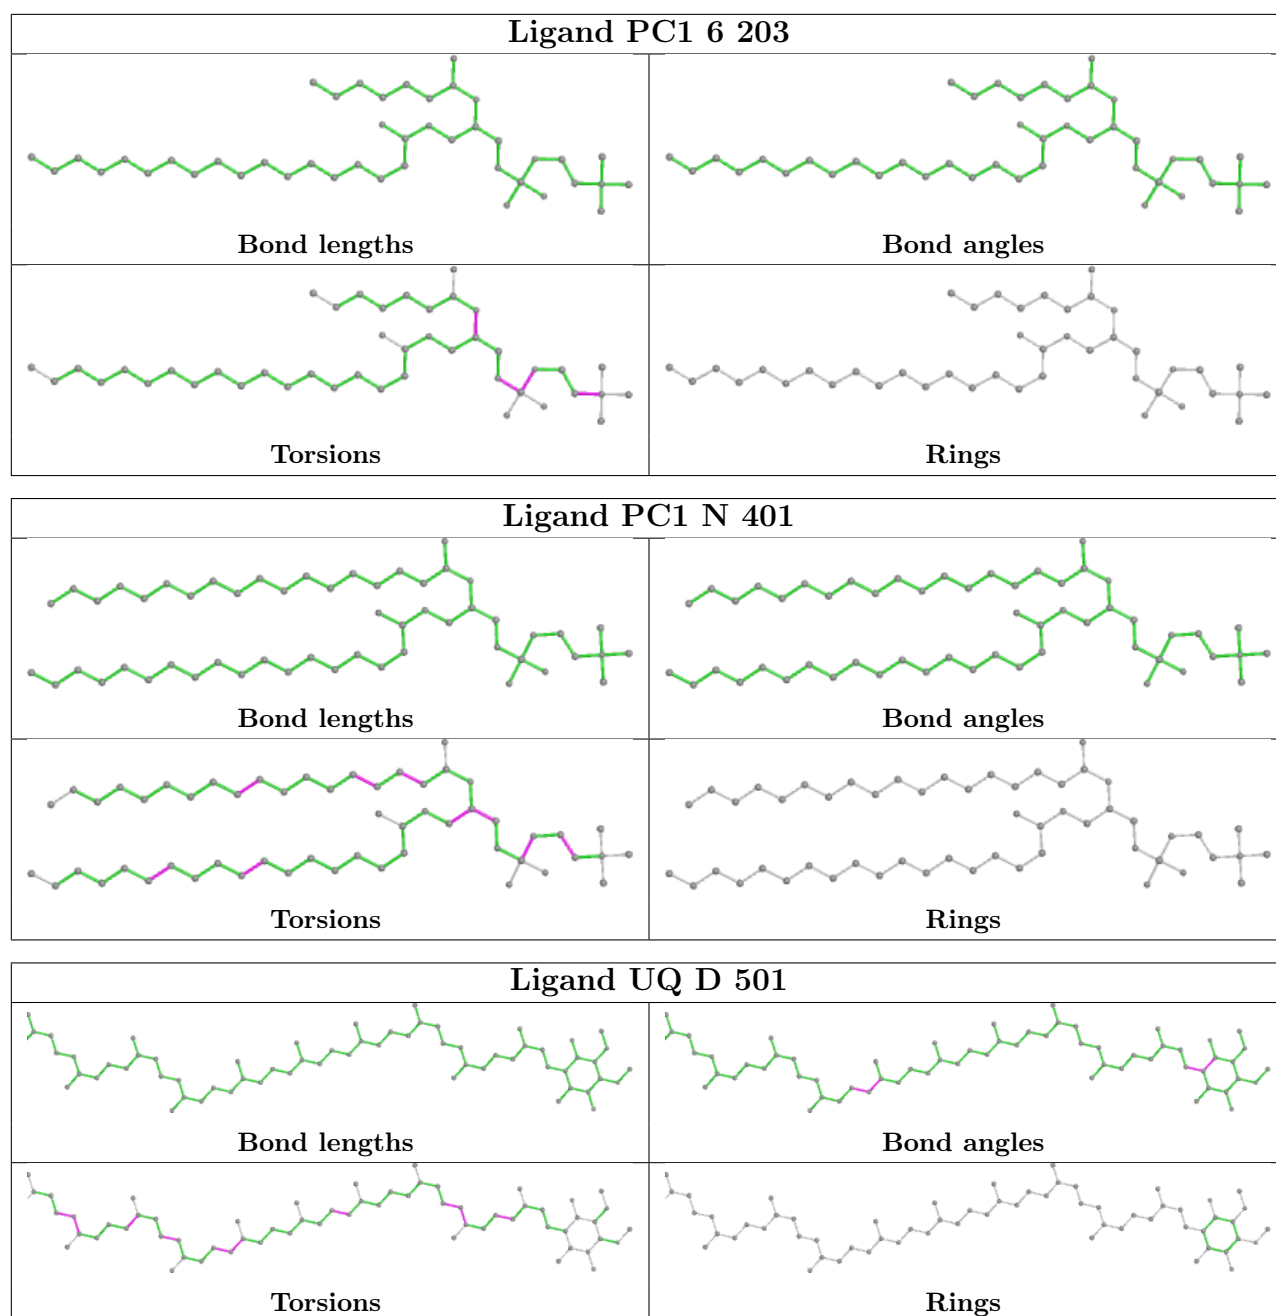 Ligand PC1 6 203
Bond lengths
Bond angles
Torsions
Rings
Ligand PC1 N 401
Bond lengths
Bond angles
Torsions
Rings
Ligand UQ D 501
Bond lengths
Bond angles
Torsions
Rings